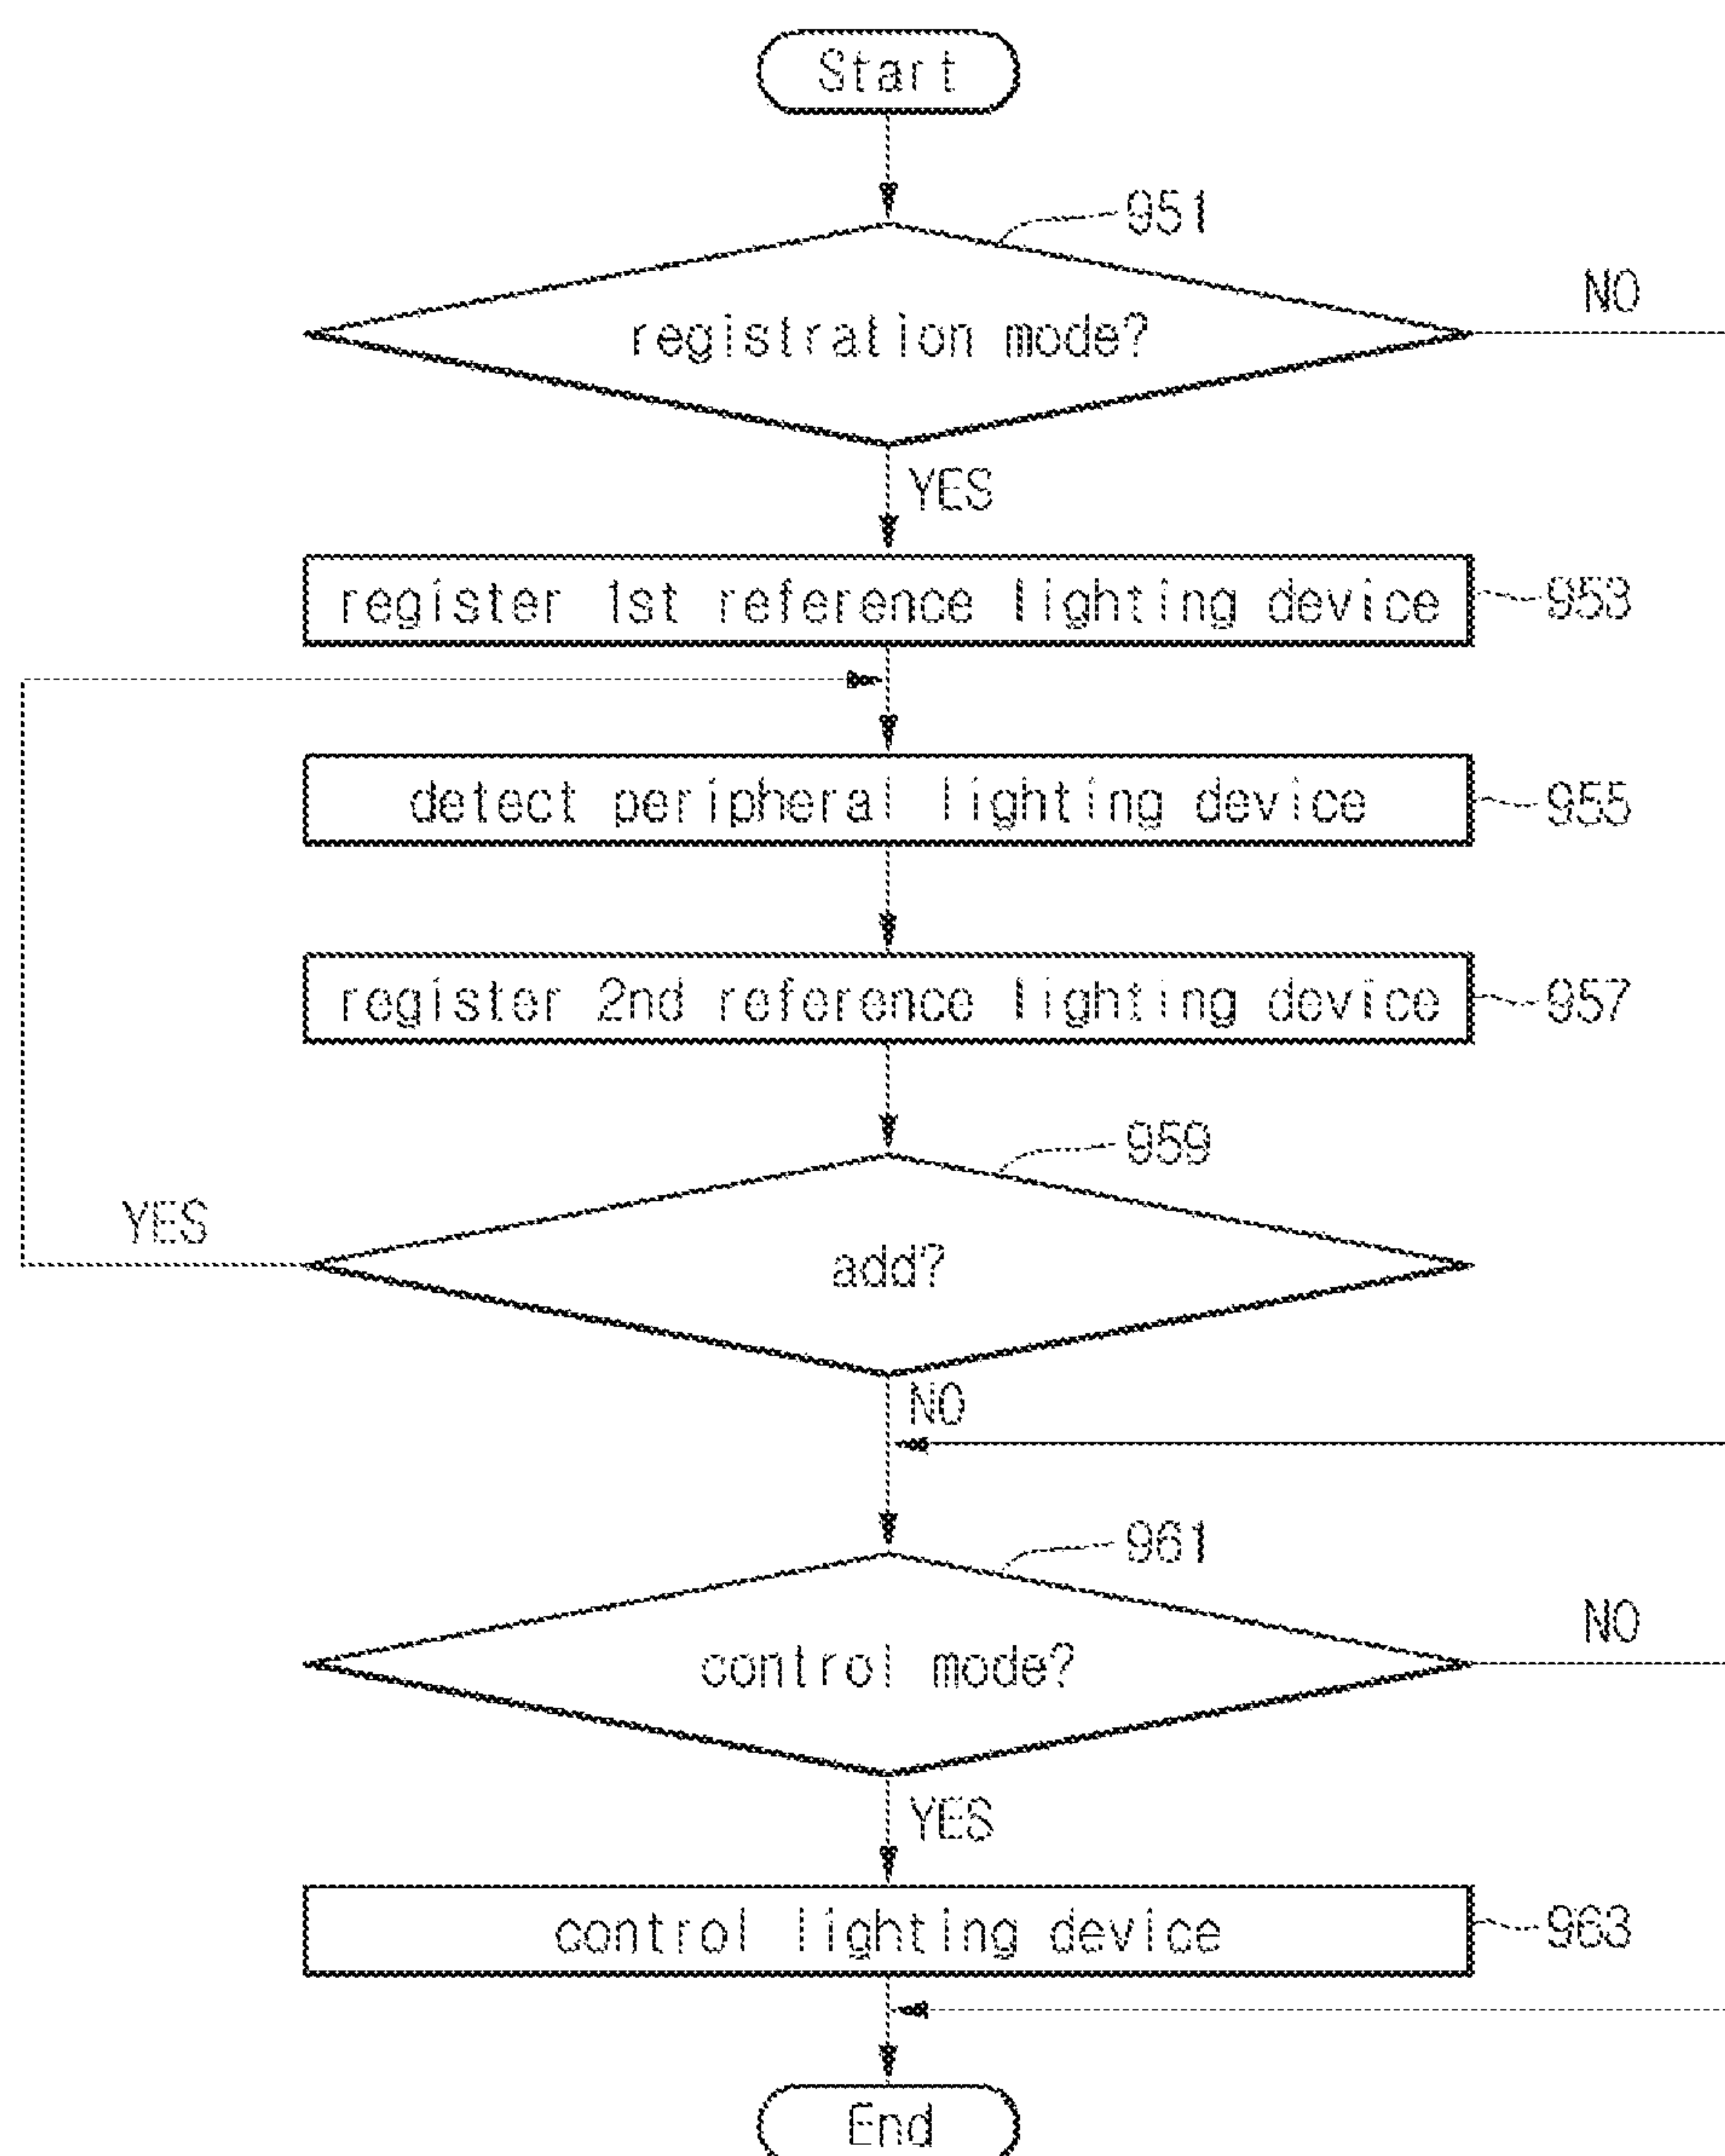 Start
951
NO
registration mode?
YES
register 1st reference lighting device
953
detect peripheral lighting device
955
register 2nd reference lighting device
957
959
YES
add?
NO
961
NO
control mode?
YES
control lighting device
963
End